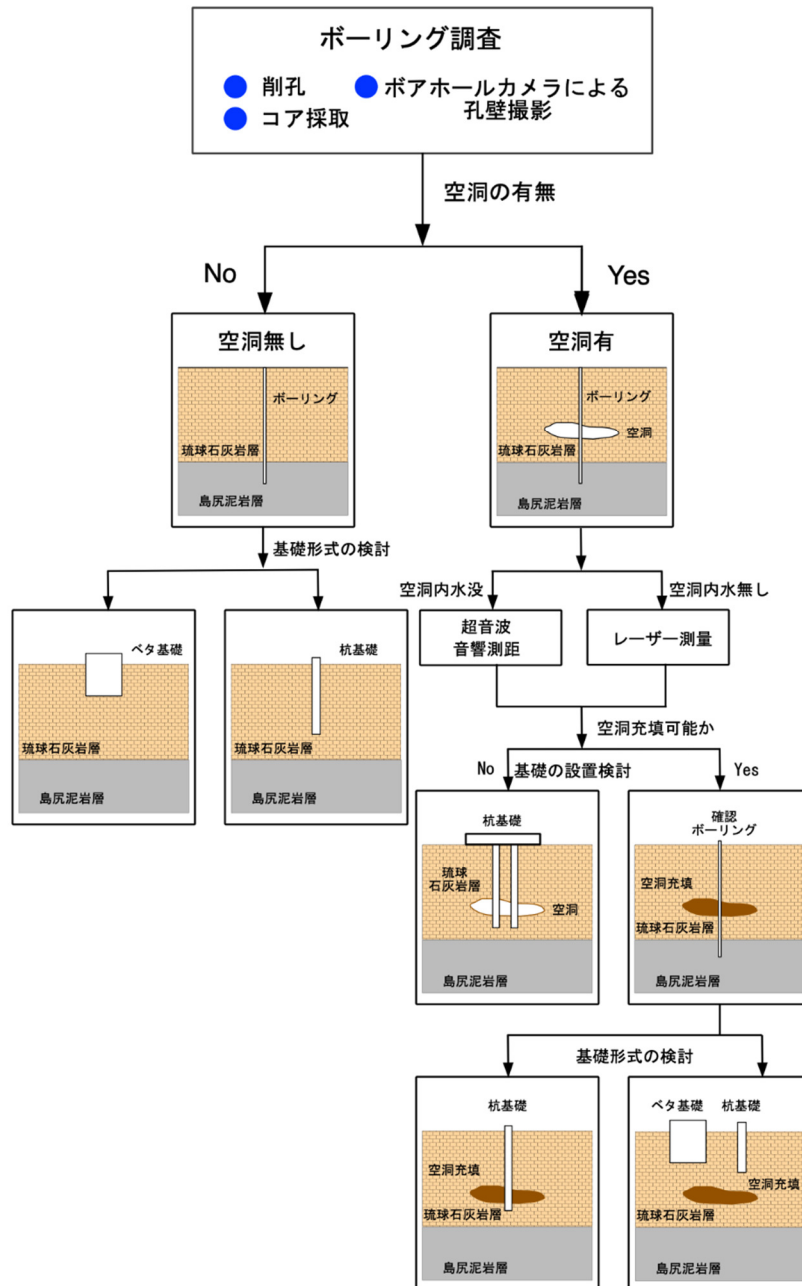 ボーリング調査
削孔
ボアホールカメラによる
孔壁撮影
コア採取
空洞の有無
No
Yes
空洞無し
ボーリング
琉球石灰岩層
島尻泥岩層
空洞有
ボーリング
空洞
琉球石灰岩層
島尻泥岩層
基礎形式の検討
ベタ基礎
琉球石灰岩層
島尻泥岩層
杭基礎
琉球石灰岩層
島尻泥岩層
空洞内水没
空洞内水無し
超音波
音響測距
レーザー測量
空洞充填可能か
No
基礎の設置検討
Yes
杭基礎
琉球
石灰岩層
空洞
島尻泥岩層
確認
ボーリング
空洞充填
琉球石灰岩層
島尻泥岩層
基礎形式の検討
杭基礎
空洞充填
琉球石灰岩層
島尻泥岩層
ベタ基礎
杭基礎
空洞充填
琉球石灰岩層
島尻泥岩層